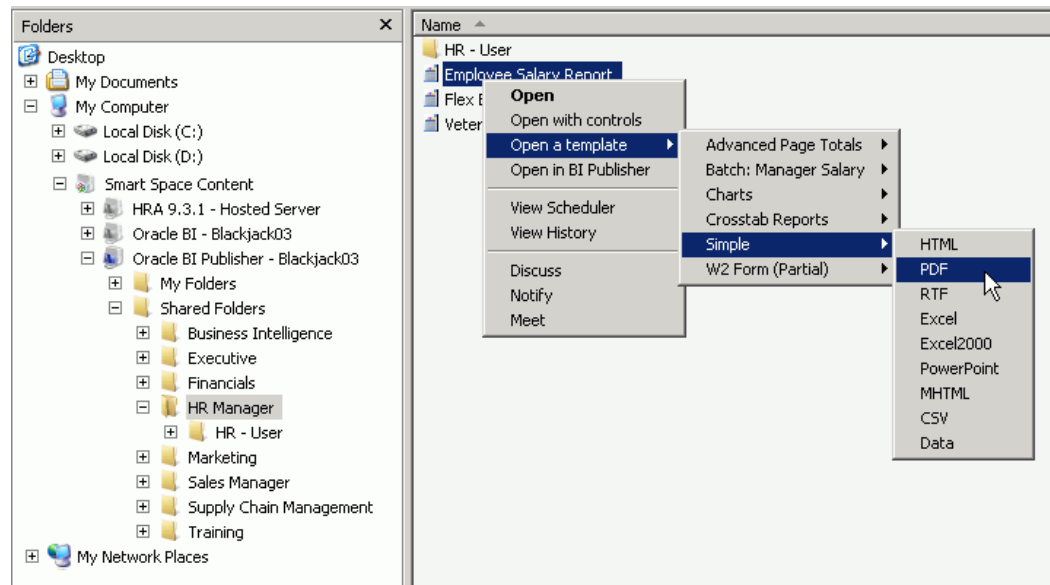 Folders
Desktop
My Documents
My Computer
Local Disk (C:)
Local Disk (D:)
Smart Space Content
HRA 9.3.1 - Hosted Server
Oracle BI - Blackjack03
Oracle BI Publisher - Blackjack03
My Folders
Shared Folders
Business Intelligence
Executive
Financials
HR Manager
HR - User
Marketing
Sales Manager
Supply Chain Management
Training
My Network Places
Name
HR - User
Employee Salary Report
Flex
Veter
Open
Open with controls
Open a template
Open in BI Publisher
View Scheduler
View History
Discuss
Notify
Meet
Advanced Page Totals
Batch: Manager Salary
Charts
Crosstab Reports
Simple
W2 Form (Partial)
HTML
PDF
RTF
Excel
Excel2000
PowerPoint
MHTML
CSV
Data